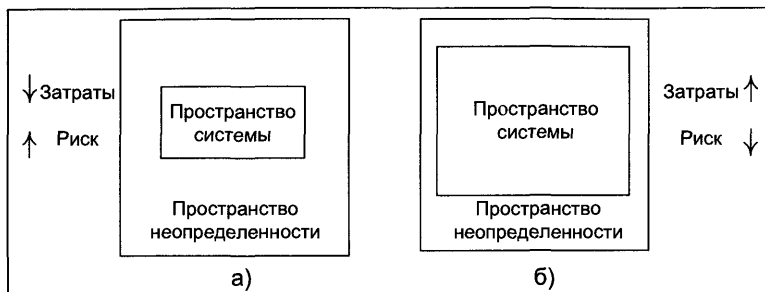 ↓ Затраты
↑ Риск
Пространство
системы
Пространство
неопределенности
а)
Пространство
системы
Пространство
неопределенности
б)
Затраты ↑
Риск ↓